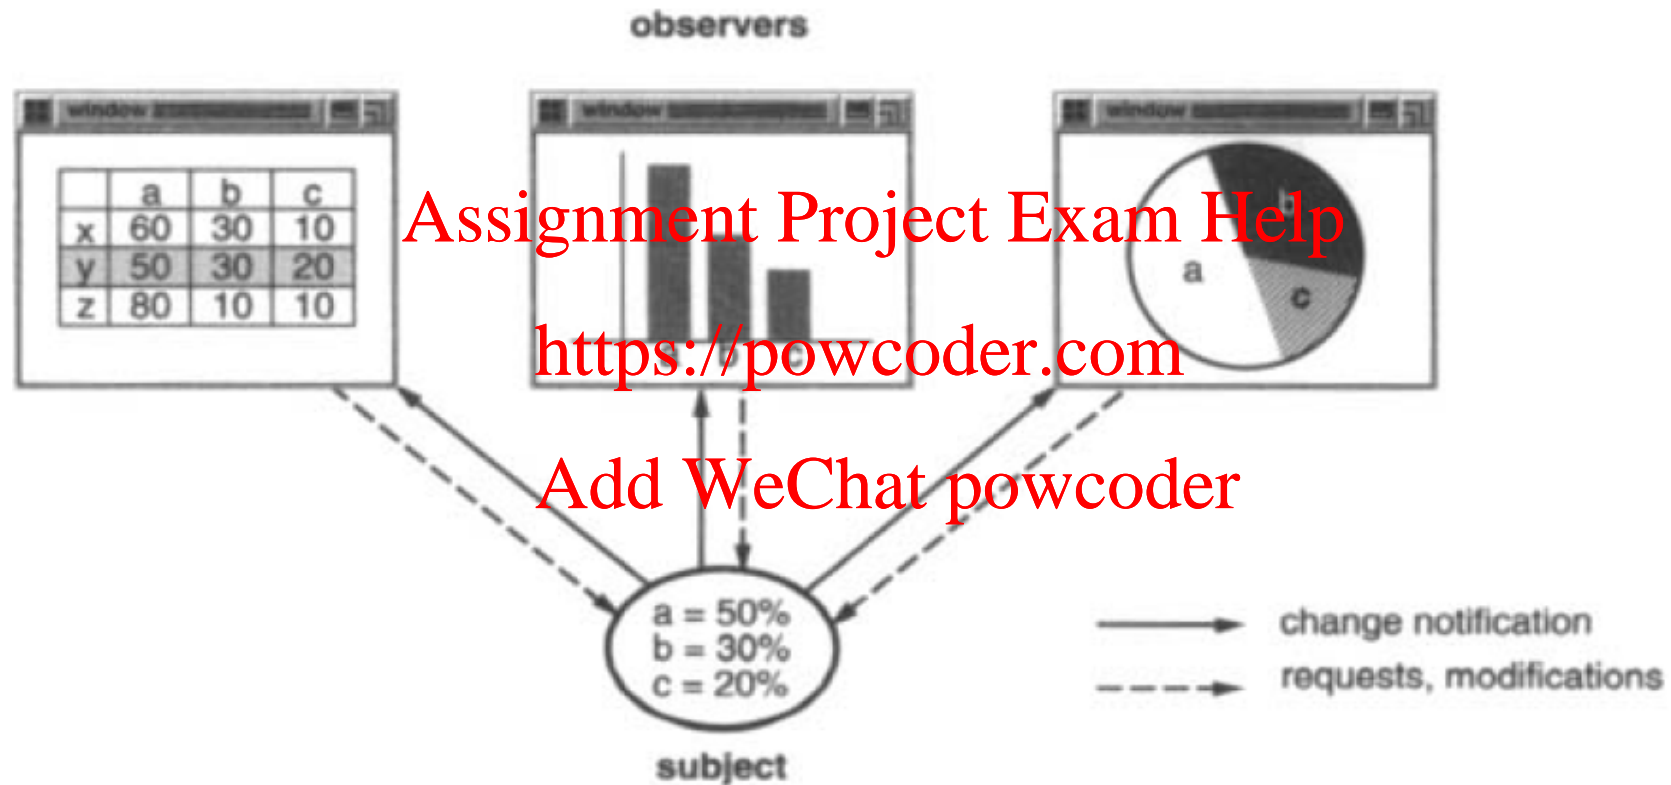 observers
window
window
window
a b c
x 60 30 10
y 50 30 20
z 80 10 10
a b c
b
a
c
Assignment Project Exam Help
https://powcoder.com
Add WeChat powcoder
a = 50%
b = 30%
c = 20%
subject
change notification
requests, modifications